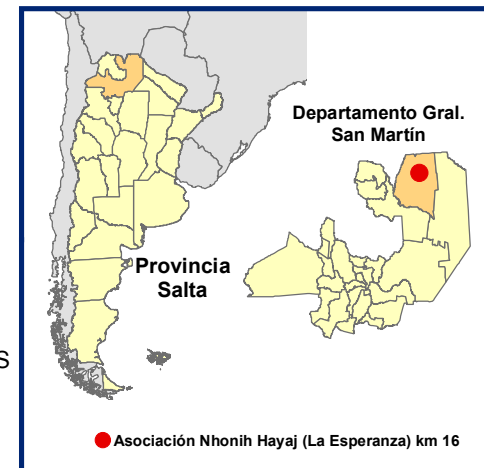 Departamento Gral.
San Martín
Provincia
Salta
S
Asociación Nhonih Hayaj (La Esperanza) km 16